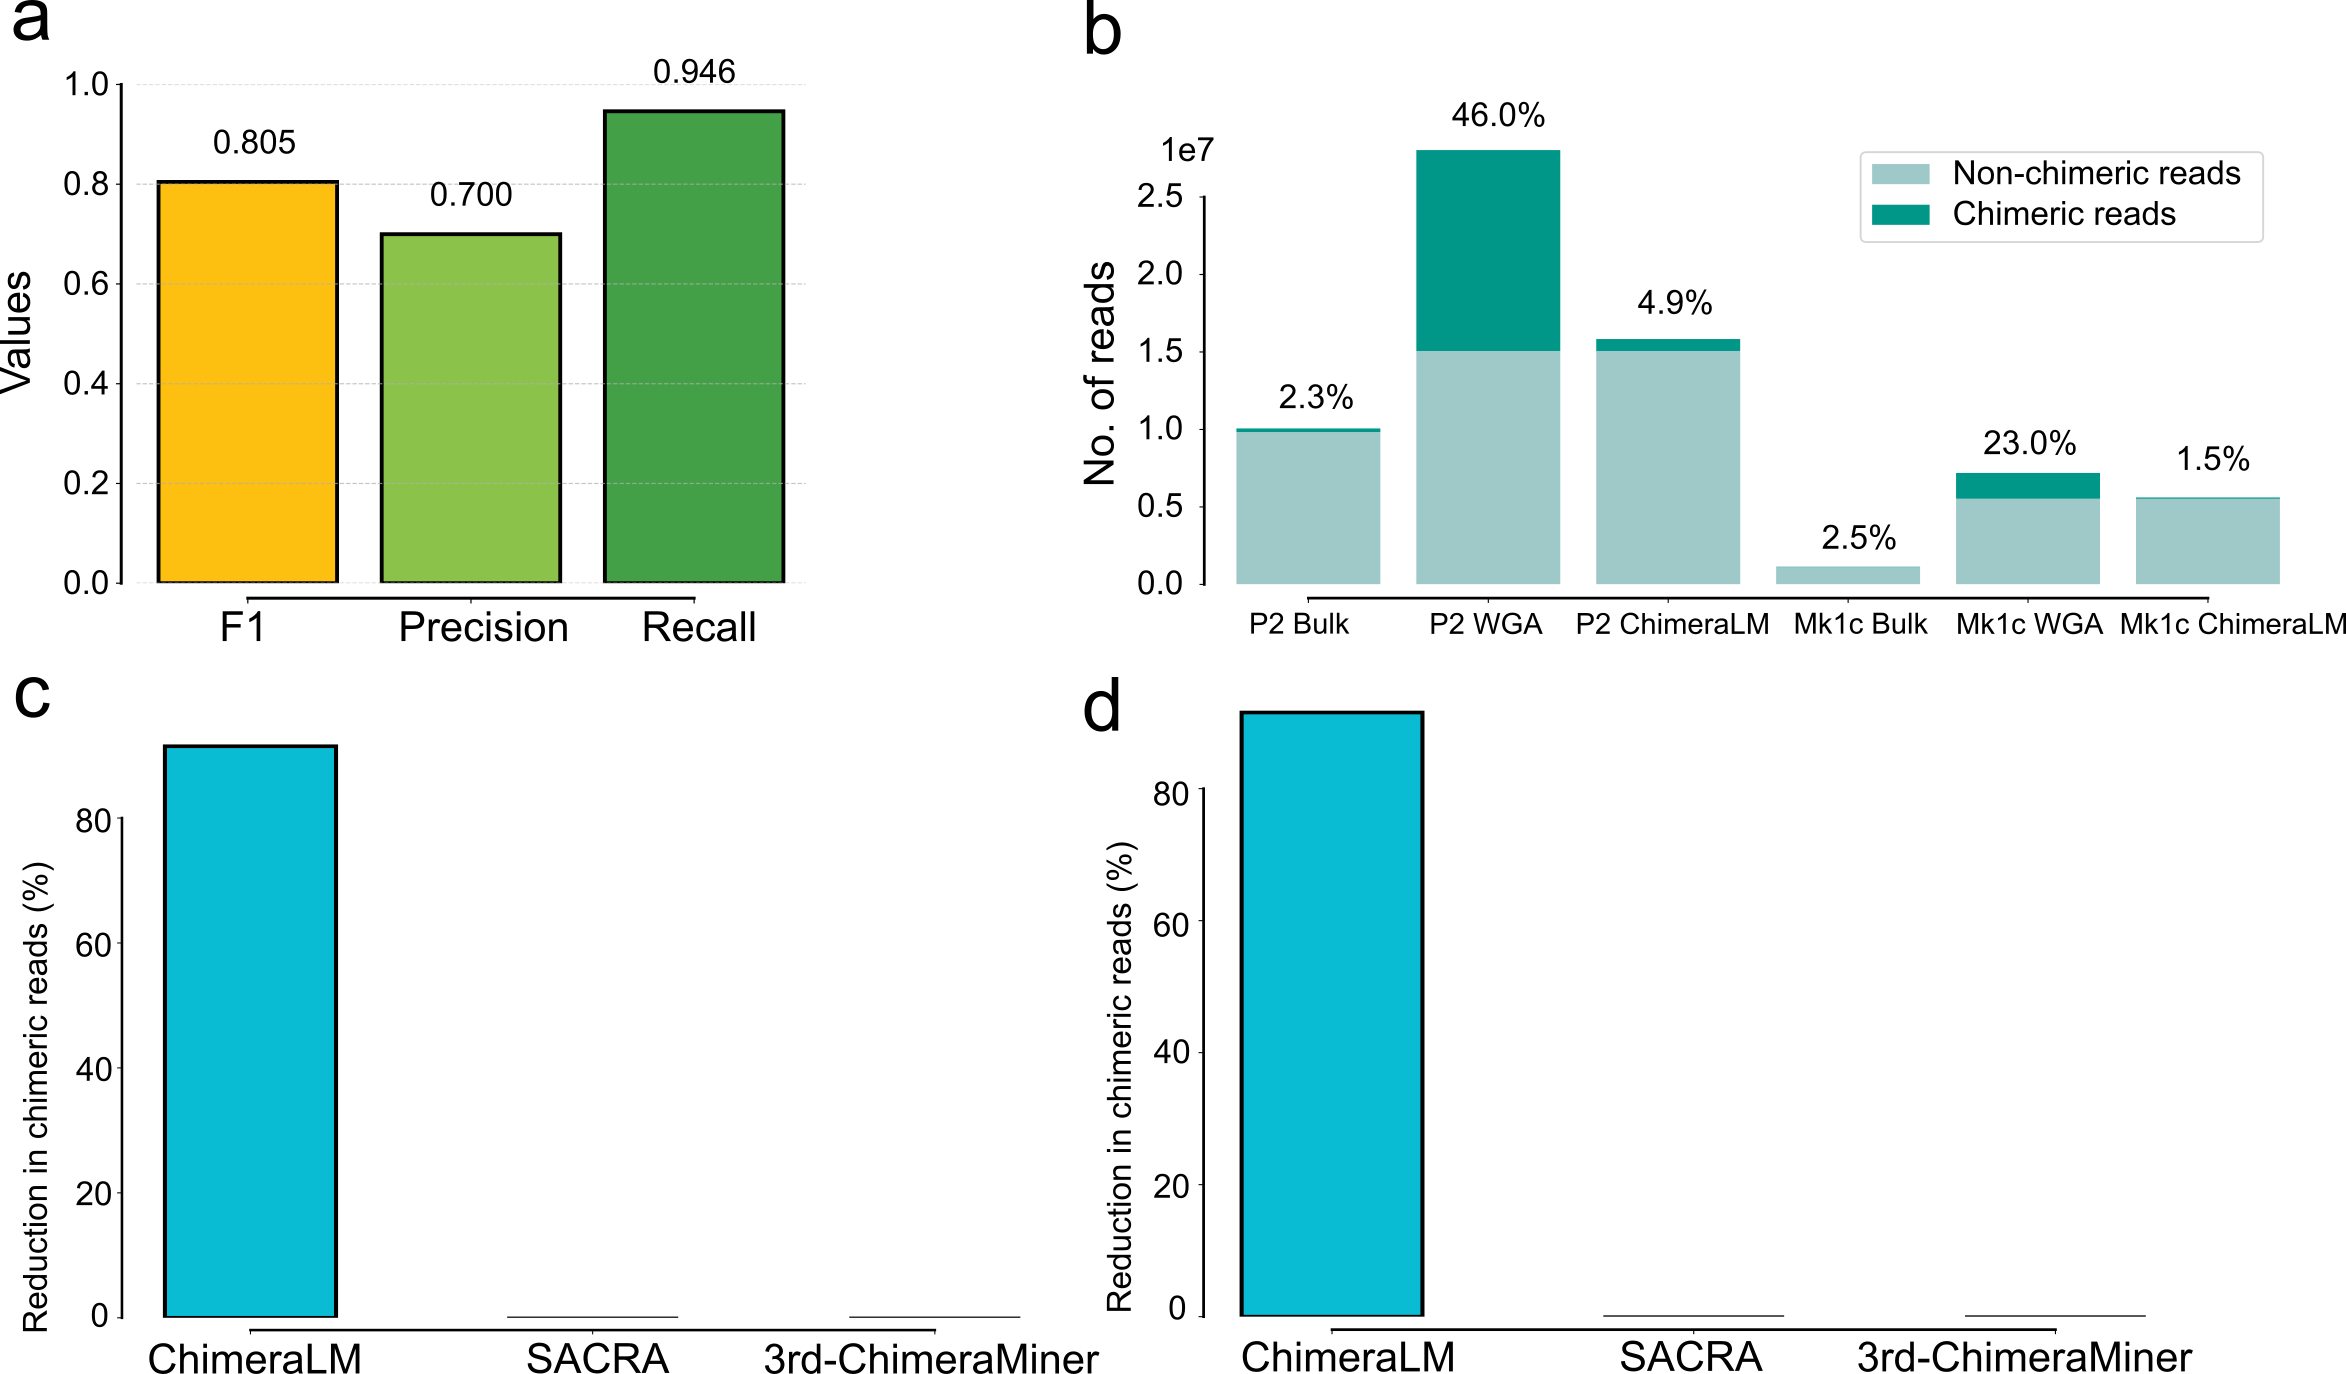 a
Values
1.0
0.8
0.6
0.4
0.2
0.0
0.805
0.700
0.946
F1
Precision
Recall
b
1e7
No. of reads
2.5
2.0
1.5
1.0
0.5
0.0
2.3%
46.0%
4.9%
2.5%
23.0%
1.5%
Non-chimeric reads
Chimeric reads
P2 Bulk
P2 WGA
P2 ChimeraLM
Mk1c Bulk
Mk1c WGA
Mk1c ChimeraLM
c
Reduction in chimeric reads (%)
80
60
40
20
0
ChimeraLM
SACRA
3rd-ChimeraMiner
d
Reduction in chimeric reads (%)
80
60
40
20
0
ChimeraLM
SACRA
3rd-ChimeraMiner